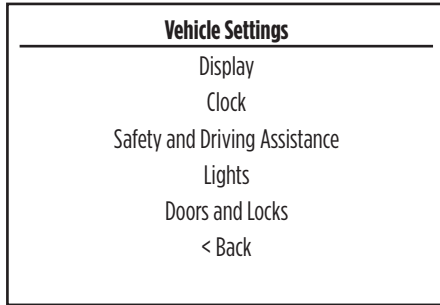 Vehicle Settings
Display
Clock
Safety and Driving Assistance
Lights
Doors and Locks
< Back